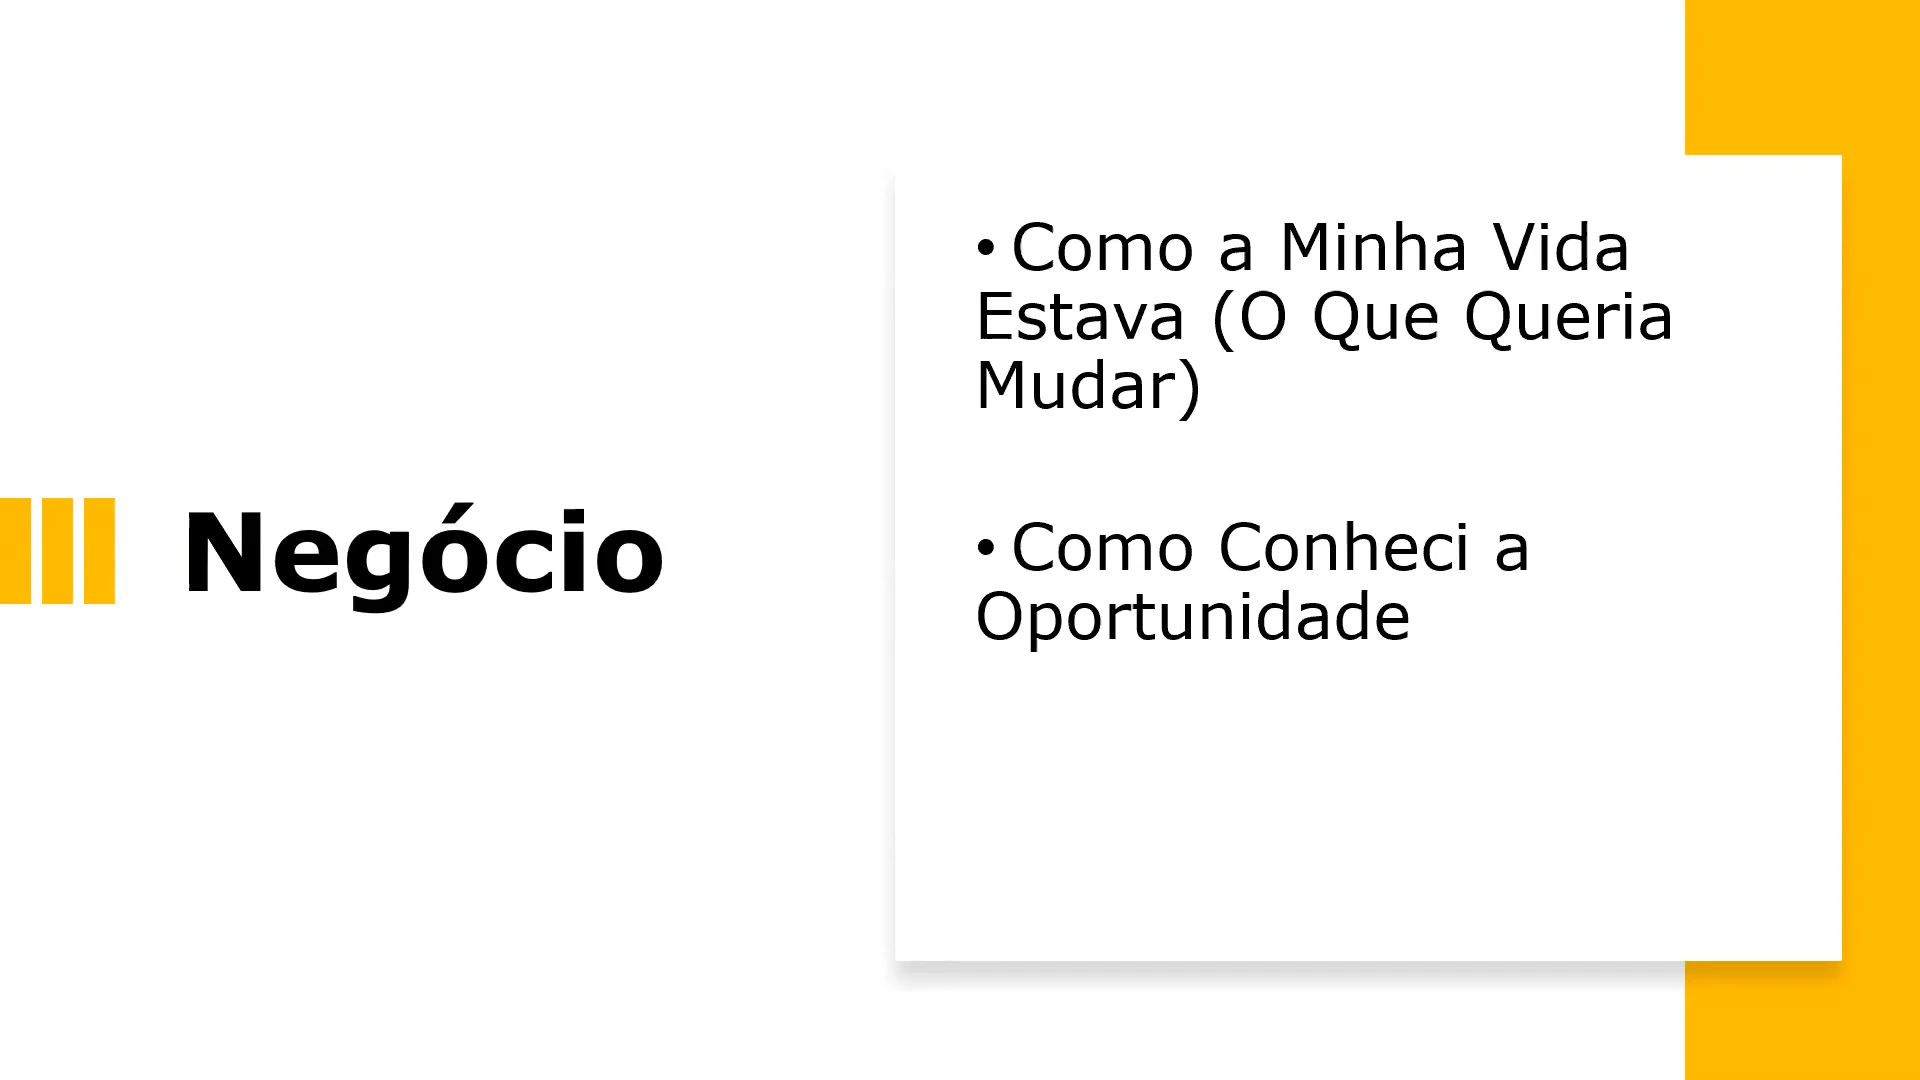 Negócio
• Como a Minha Vida
Estava (O Que Queria
Mudar)
• Como Conheci a
Oportunidade